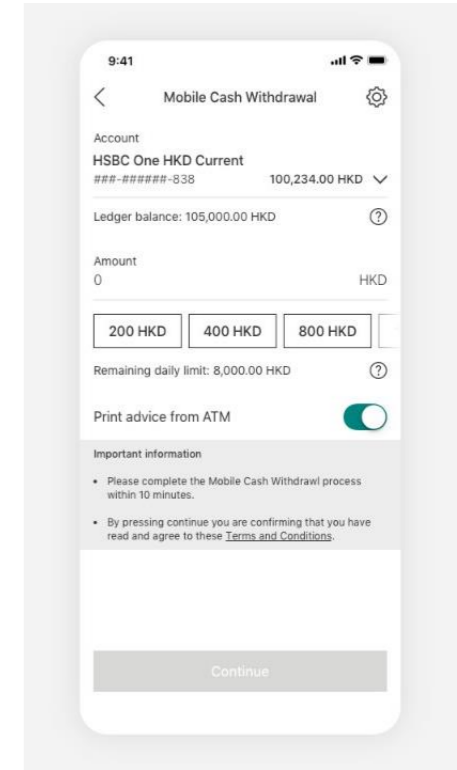 9:41
Mobile Cash Withdrawal
Account
HSBC One HKD Current
###-######-838 100,234.00 HKD
Ledger balance: 105,000.00 HKD
Amount
0 HKD
200 HKD 400 HKD 800 HKD
Remaining daily limit: 8,000.00 HKD
Print advice from ATM
Important information
• Please complete the Mobile Cash Withdrawl process
within 10 minutes.
• By pressing continue you are confirming that you have
read and agree to these Terms and Conditions.
Continue